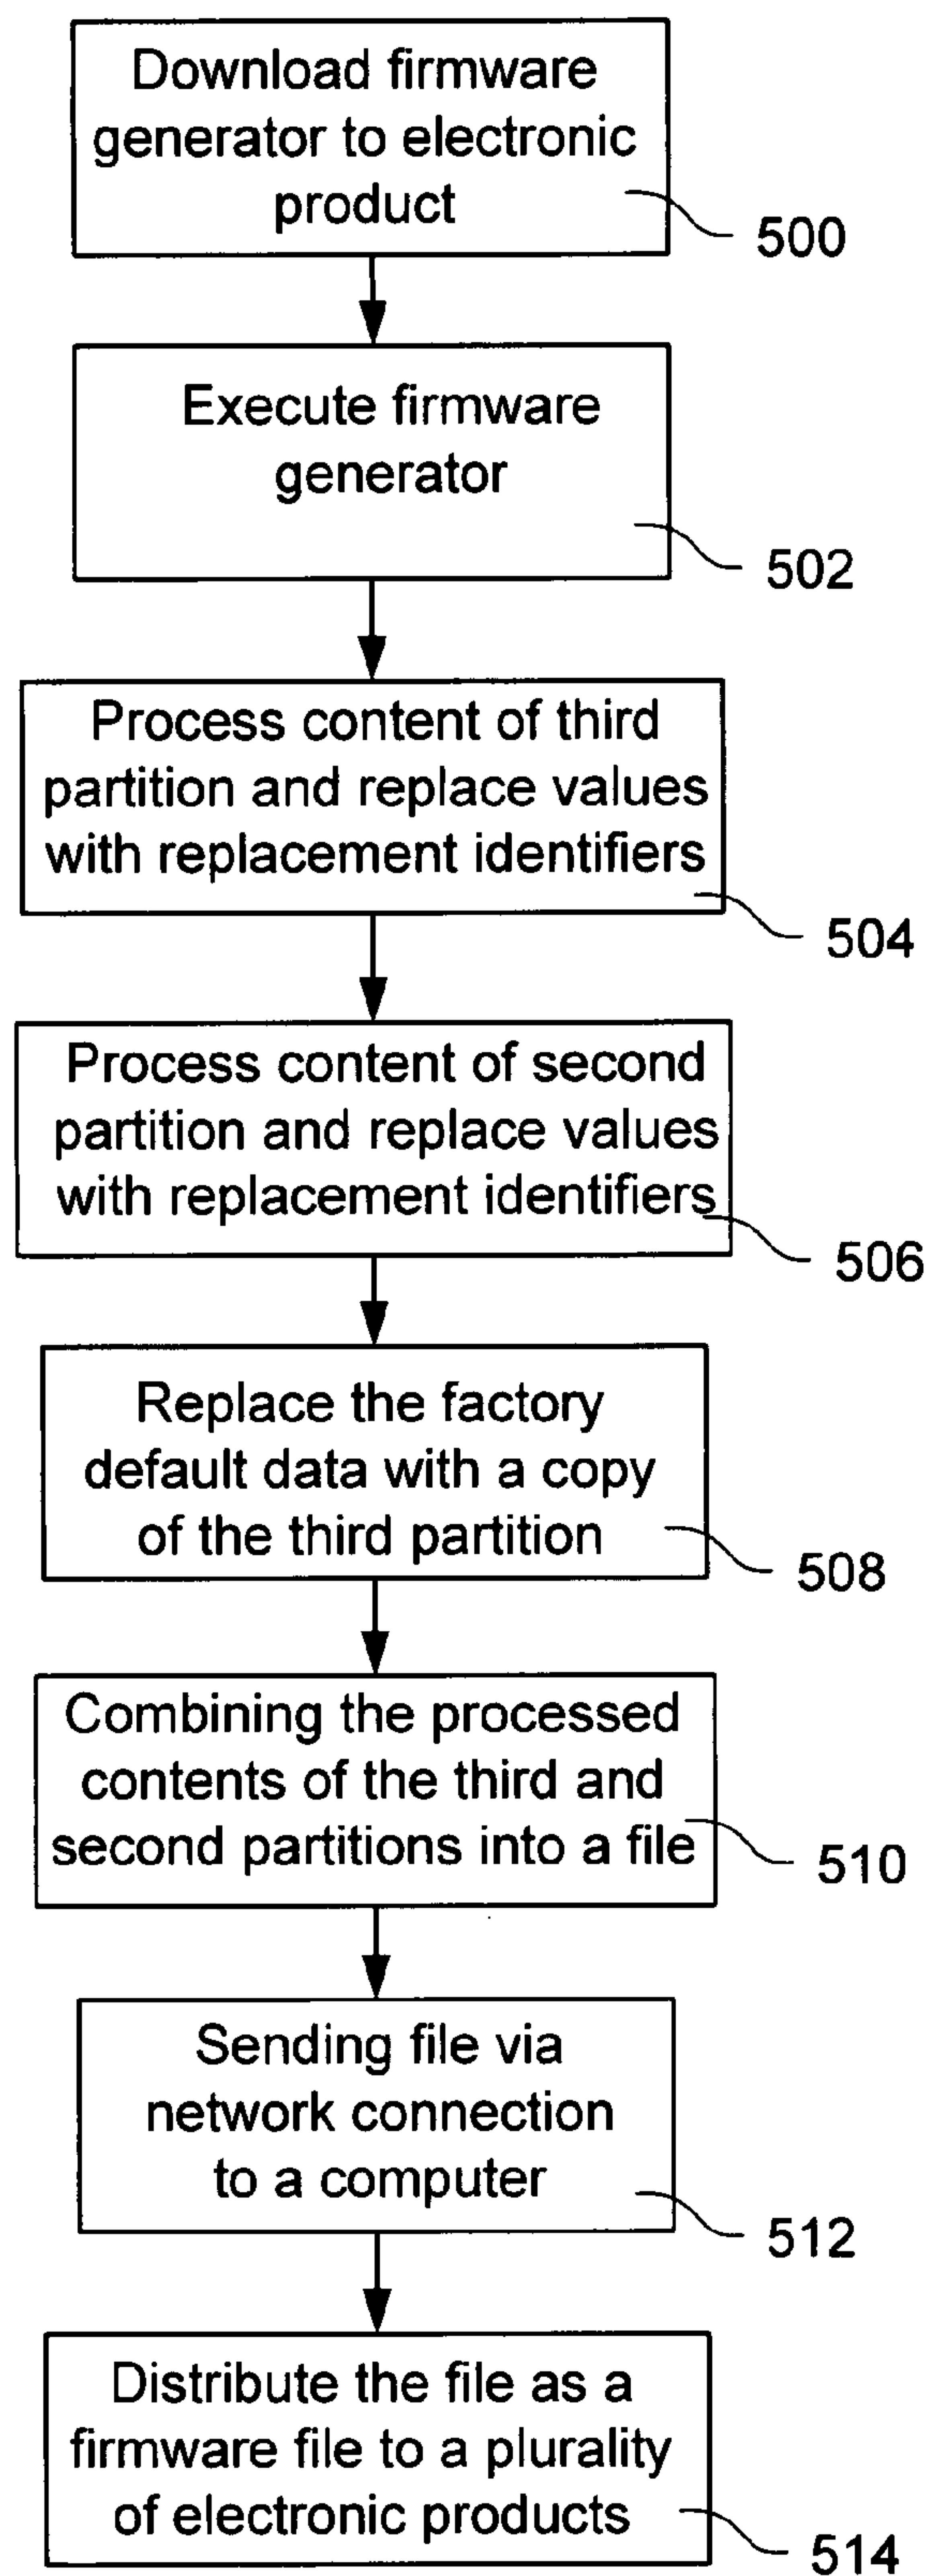 Download firmware
generator to electronic
product
500
Execute firmware
generator
502
Process content of third
partition and replace values
with replacement identifiers
504
Process content of second
partition and replace values
with replacement identifiers
506
Replace the factory
default data with a copy
of the third partition
508
Combining the processed
contents of the third and
second partitions into a file
510
Sending file via
network connection
to a computer
512
Distribute the file as a
firmware file to a plurality
of electronic products
514